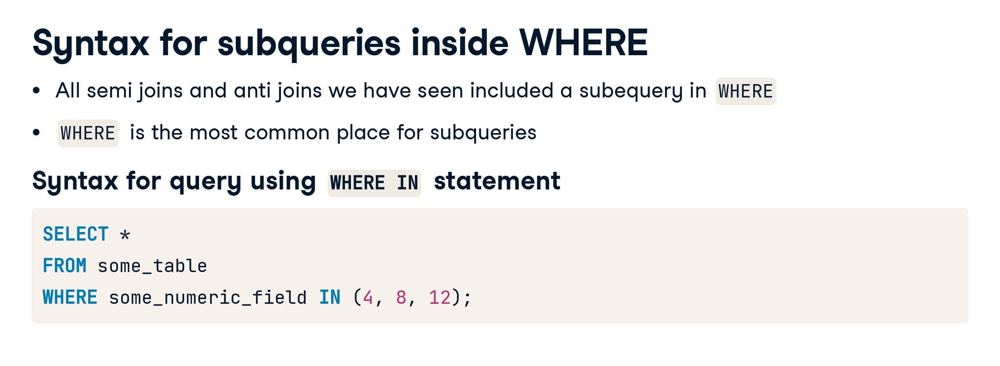 Syntax for subqueries inside WHERE
• All semi joins and anti joins we have seen included a subequery in WHERE
• WHERE is the most common place for subqueries
Syntax for query using WHERE IN statement
SELECT *
FROM some_table
WHERE some_numeric_field IN (4, 8, 12);